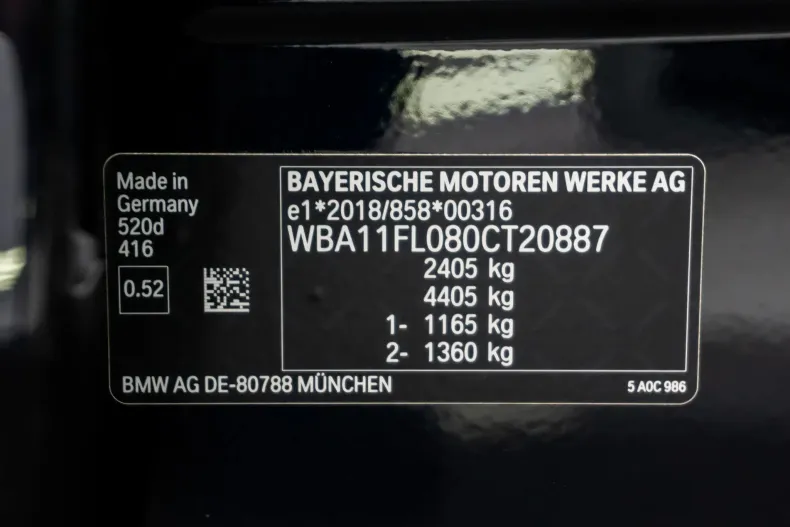 Made in
Germany
520d
416
0.52
BAYERISCHE MOTOREN WERKE AG
e1*2018/858*00316
WBA11FL080CT20887
2405 kg
4405 kg
1- 1165 kg
2- 1360 kg
BMW AG DE-80788 MÜNCHEN
5 A0C 986